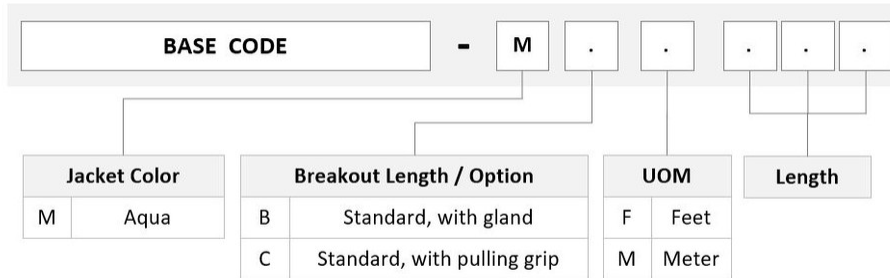 BASE CODE - M . . . . .
Jacket Color Breakout Length / Option UOM Length
M Aqua B Standard, with gland F Feet
C Standard, with pulling grip M Meter